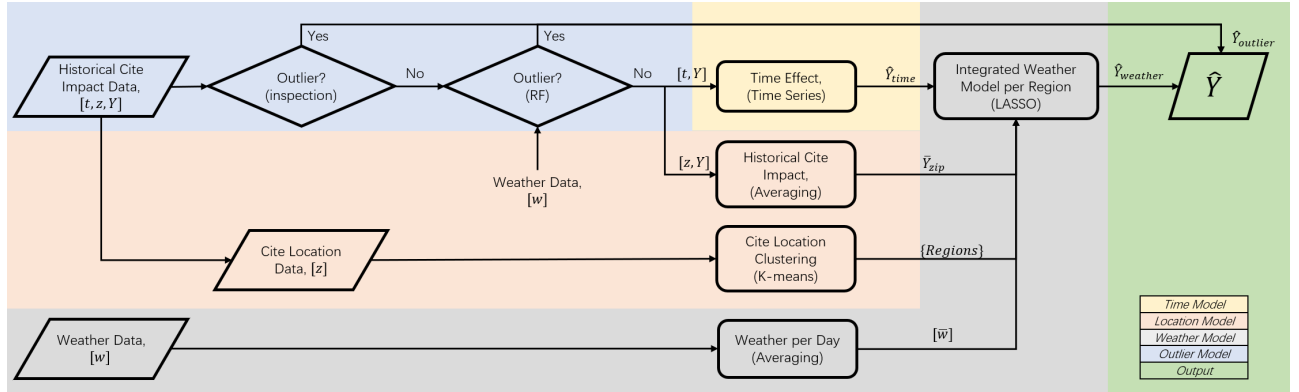 Yes
Yes
Ŷ_outlier
Historical Cite
Impact Data,
[t, z, Y]
Outlier?
(inspection)
No
Outlier?
(RF)
No
[t, Y]
Time Effect,
(Time Series)
Ŷ_time
Integrated Weather
Model per Region
(LASSO)
Ŷ_weather
Ŷ
Weather Data,
[w]
[z, Y]
Historical Cite
Impact,
(Averaging)
Ȳ_zip
Cite Location
Data, [z]
Cite Location
Clustering
(K-means)
{Regions}
Weather Data,
[w]
Weather per Day
(Averaging)
[w̅]
Time Model
Location Model
Weather Model
Outlier Model
Output